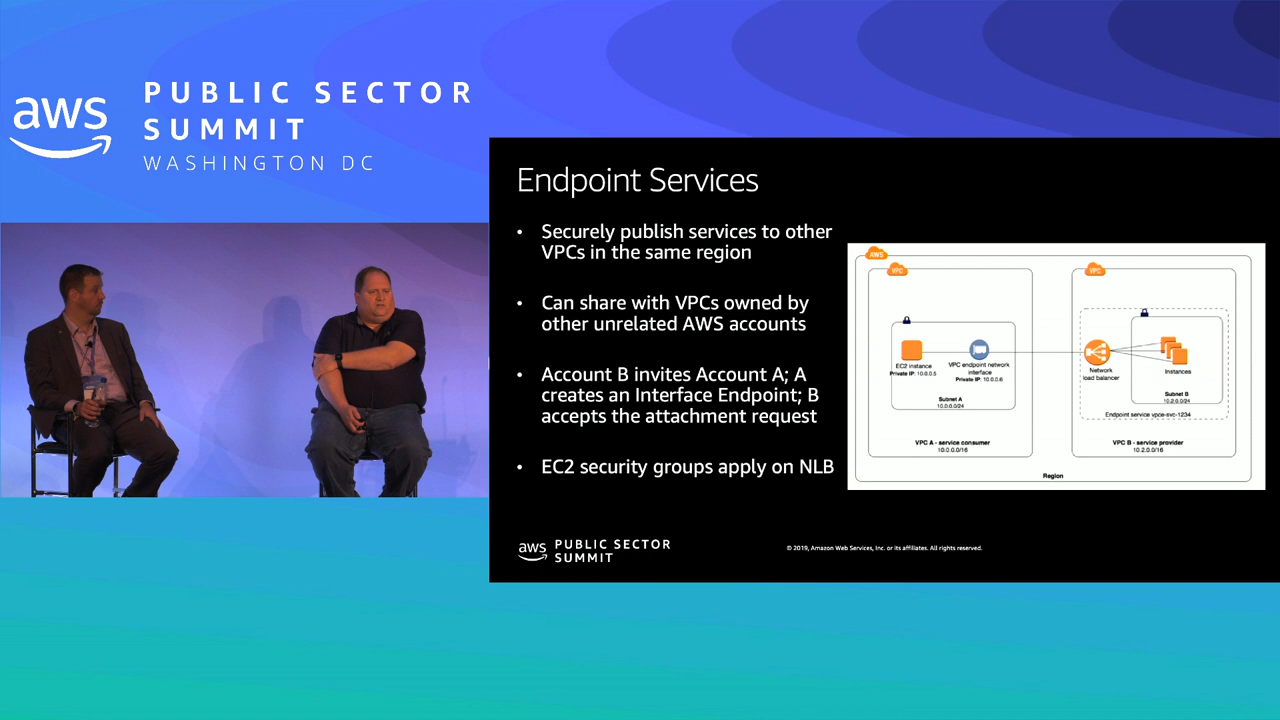 aws
PUBLIC SECTOR
SUMMIT
WASHINGTON DC
Endpoint Services
• Securely publish services to other
VPCs in the same region
• Can share with VPCs owned by
other unrelated AWS accounts
• Account B invites Account A; A
creates an Interface Endpoint; B
accepts the attachment request
• EC2 security groups apply on NLB
AWS
VPC
EC2 instance
Private IP: 10.0.0.5
VPC endpoint network
interface
Private IP: 10.0.0.6
Subnet A
10.0.0.0/24
VPC A - service consumer
10.0.0.0/16
VPC
Network
load balancer
Instances
Subnet B
10.2.0.0/24
Endpoint service vpce-svc-1234
VPC B - service provider
10.2.0.0/16
Region
aws
PUBLIC SECTOR
SUMMIT
© 2019, Amazon Web Services, Inc. or its affiliates. All rights reserved.